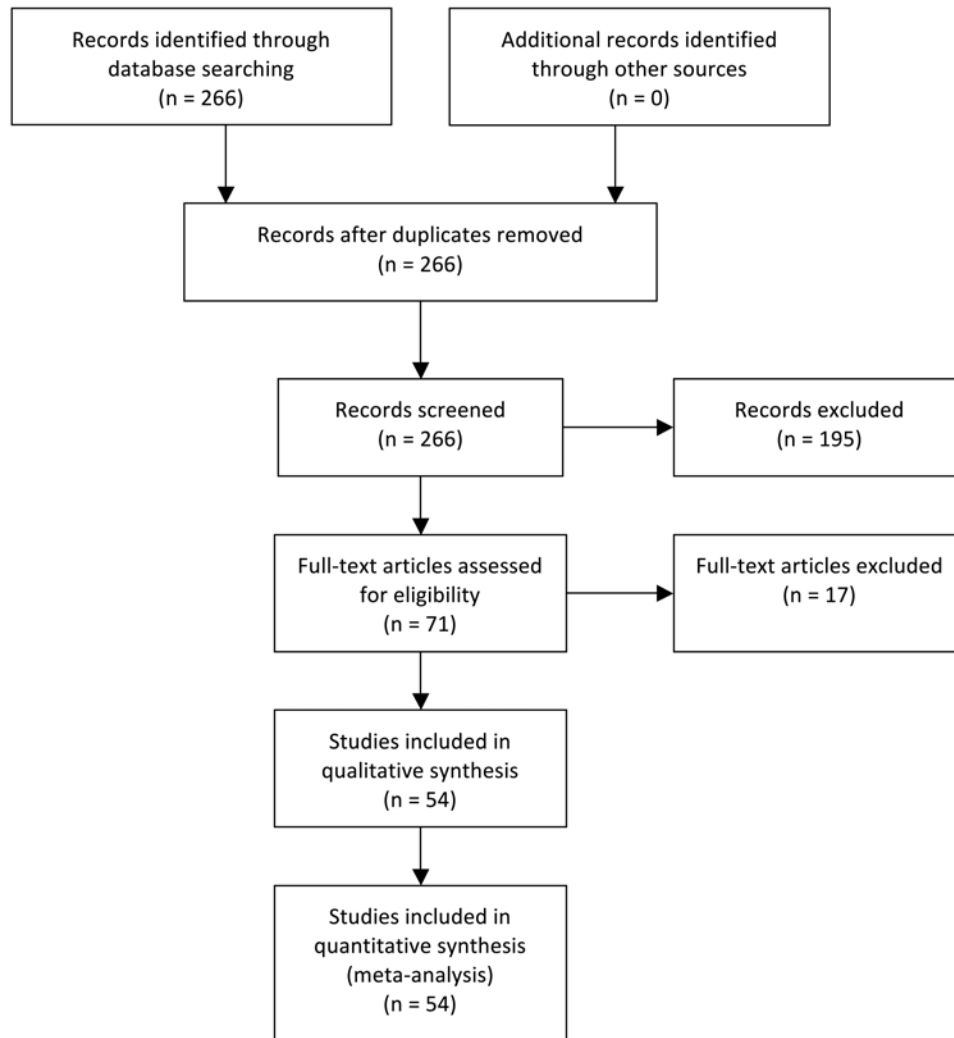 Records identified through
database searching
(n = 266)
Additional records identified
through other sources
(n = 0)
Records after duplicates removed
(n = 266)
Records screened
(n = 266)
Records excluded
(n = 195)
Full-text articles assessed
for eligibility
(n = 71)
Full-text articles excluded
(n = 17)
Studies included in
qualitative synthesis
(n = 54)
Studies included in
quantitative synthesis
(meta-analysis)
(n = 54)